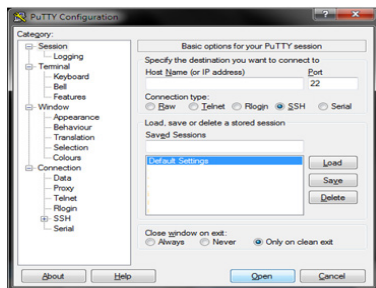 PuTTY Configuration
Category:
Session
Logging
Terminal
Keyboard
Bell
Features
Window
Appearance
Behaviour
Translation
Selection
Colours
Connection
Data
Proxy
Telnet
Rlogin
SSH
Serial
Basic options for your PuTTY session
Specify the destination you want to connect to
Host Name (or IP address) Port
22
Connection type:
Raw Telnet Rlogin SSH Serial
Load, save or delete a stored session
Saved Sessions
Default Settings
Load
Save
Delete
Close window on exit:
Always Never Only on clean exit
About Help Open Cancel